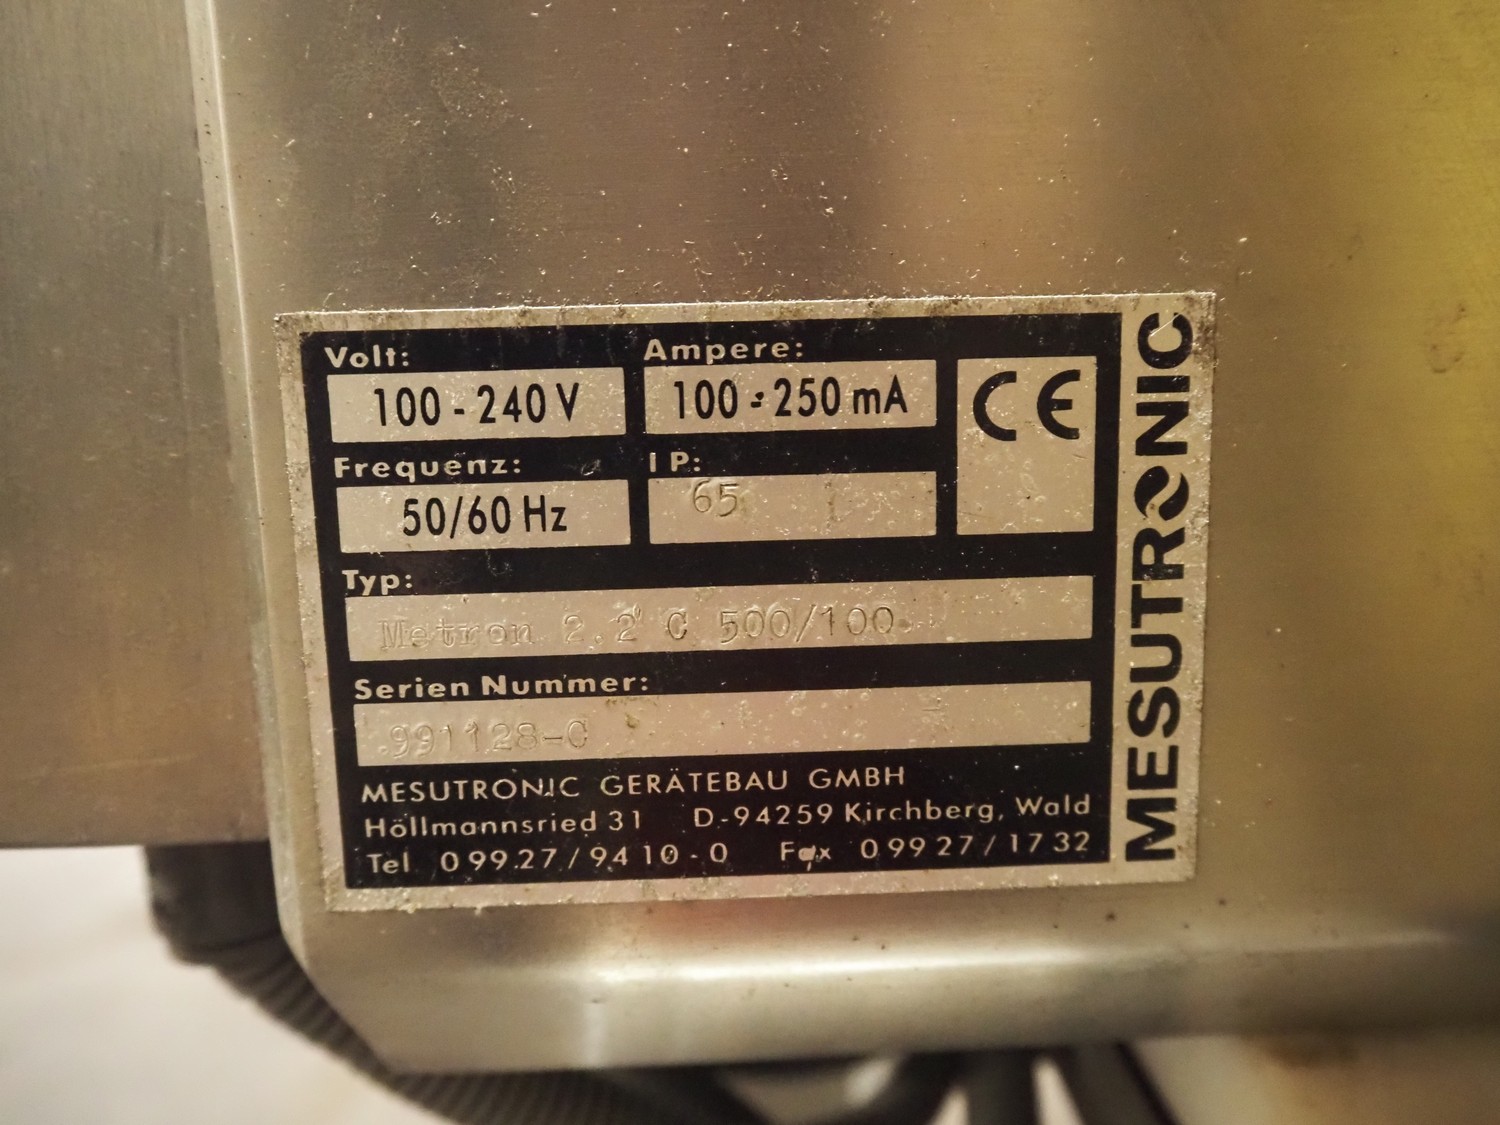 Volt: Ampere:
100 - 240 V 100 - 250 mA CE
Frequenz: IP:
50/60 Hz 65
Typ:
Metron 2.2 C 500/100
Serien Nummer:
991128-C
MESUTRONIC GERÄTEBAU GMBH
Höllmannsried 31 D-94259 Kirchberg, Wald
Tel 0 99 27 / 94 10 - 0 Fax 0 99 27 / 17 32
MESUTRONIC